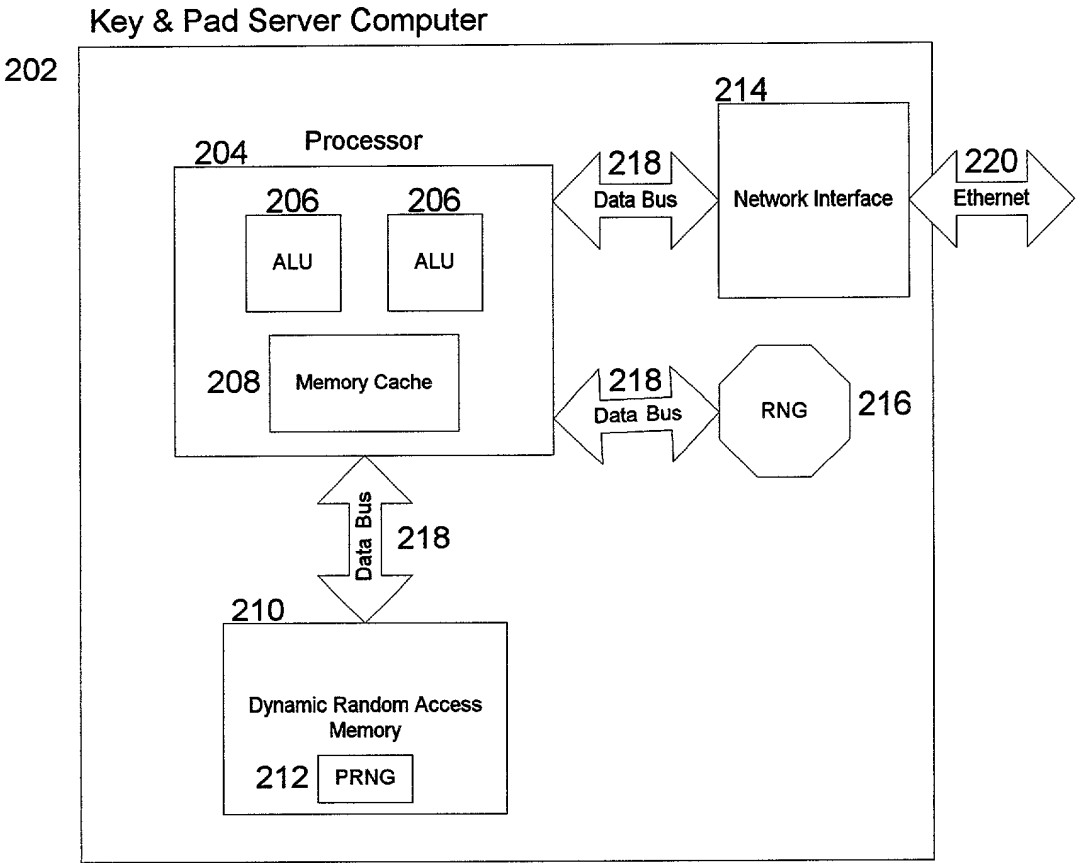 Key & Pad Server Computer
202
214
Processor
204
218
Data Bus
Network Interface
220
Ethernet
206
206
ALU
ALU
208
Memory Cache
218
Data Bus
RNG
216
Data Bus
218
210
Dynamic Random Access
Memory
212
PRNG